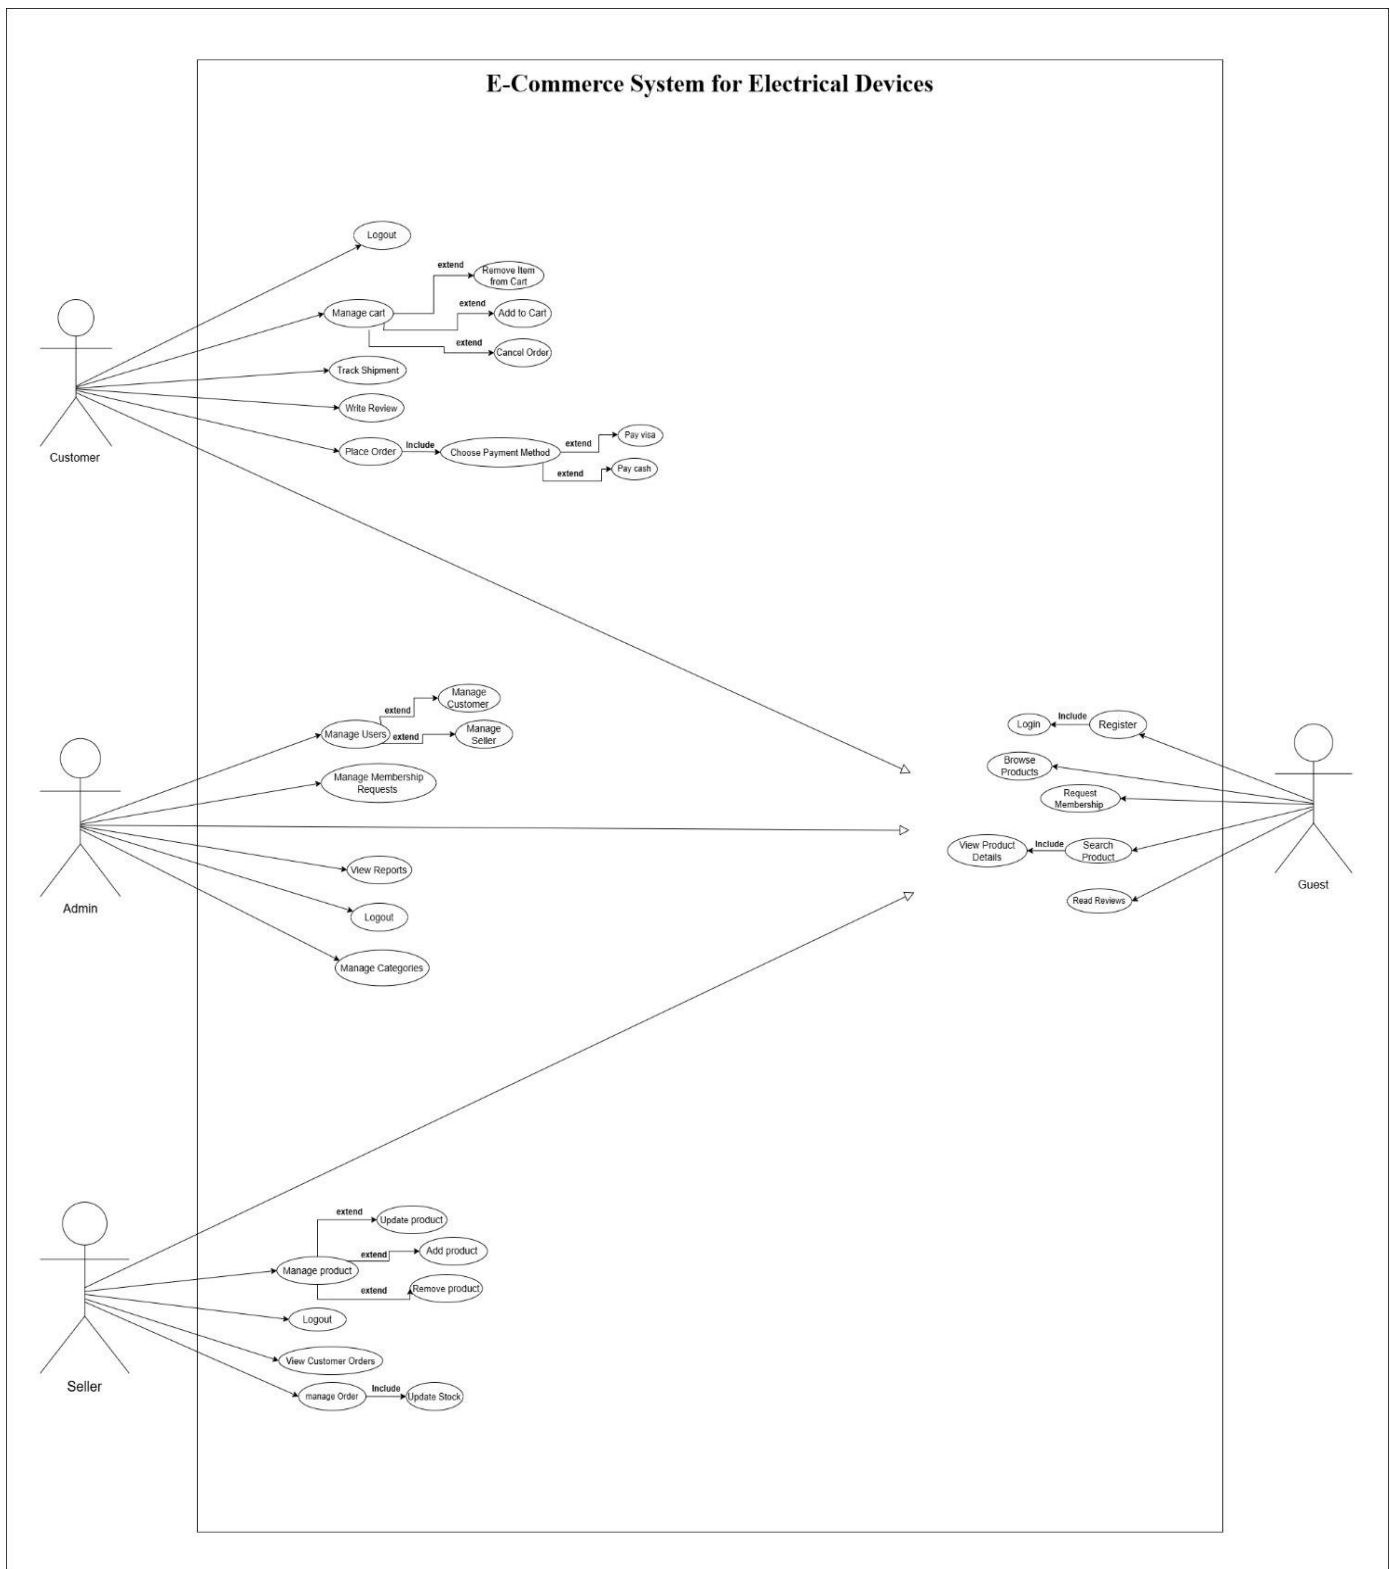 E-Commerce System for Electrical Devices
Logout
extend
Remove Item
from Cart
Manage cart
extend
Add to Cart
extend
Cancel Order
Track Shipment
Write Review
Place Order
Include
Choose Payment Method
extend
Pay visa
extend
Pay cash
Customer
Manage
Customer
extend
Manage Users
extend
Manage
Seller
Manage Membership
Requests
View Reports
Logout
Manage Categories
Admin
Login
Include
Register
Browse
Products
Request
Membership
View Product
Details
Include
Search
Product
Read Reviews
Guest
extend
Update product
Manage product
extend
Add product
extend
Remove product
Logout
View Customer Orders
manage Order
Include
Update Stock
Seller